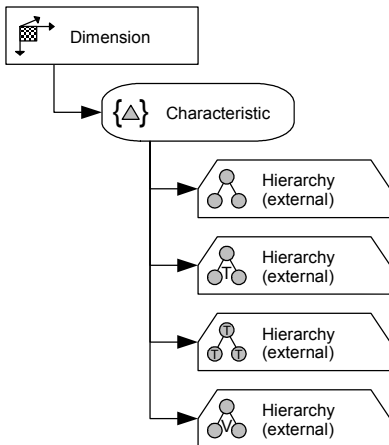 Dimension
{ } Characteristic
Hierarchy
(external)
T
Hierarchy
(external)
T
T T
Hierarchy
(external)
V
Hierarchy
(external)